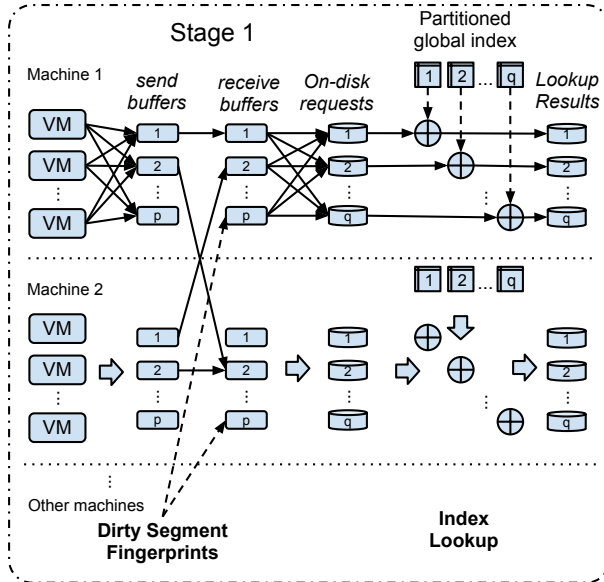 Stage 1
Partitioned
global index
Machine 1
send
buffers
receive
buffers
On-disk
requests
1 2 ... q
Lookup
Results
VM 1 1 1 1
VM 2 2 2 2
... ... ... ... ... ...
VM p p q q
Machine 2
1 2 ... q
VM 1 1 1 1
VM 2 2 2 2
... ... ... ... ... ...
VM p p q q
...
Other machines
Dirty Segment
Fingerprints
Index
Lookup